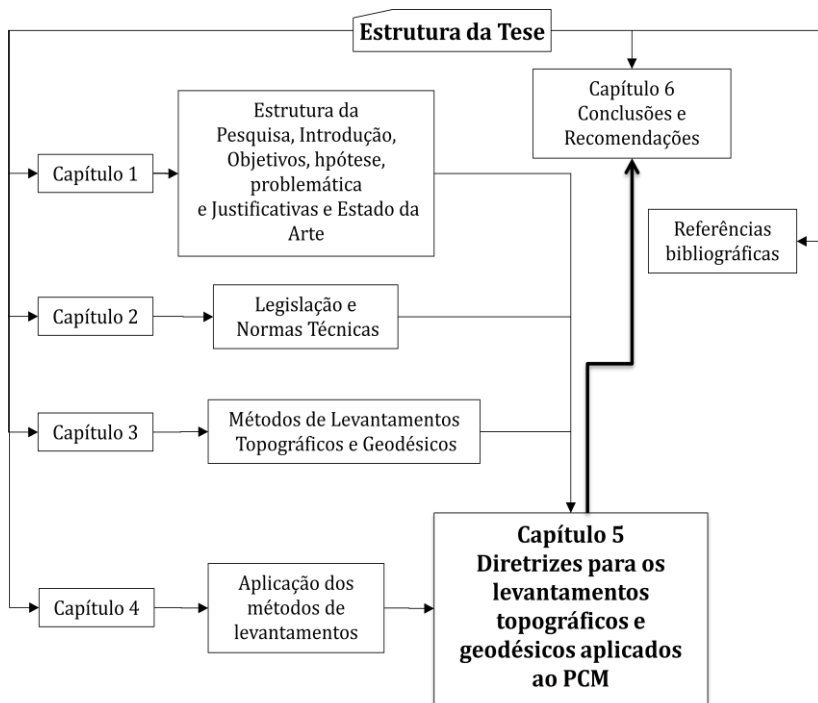 Estrutura da Tese
Capítulo 6
Conclusões e
Recomendações
Estrutura da
Pesquisa, Introdução,
Objetivos, hpótese,
problemática
e Justificativas e Estado da
Arte
Capítulo 1
Referências
bibliográficas
Capítulo 2
Legislação e
Normas Técnicas
Capítulo 3
Métodos de Levantamentos
Topográficos e Geodésicos
Capítulo 4
Aplicação dos
métodos de
levantamentos
Capítulo 5
Diretrizes para os
levantamentos
topográficos e
geodésicos aplicados
ao PCM